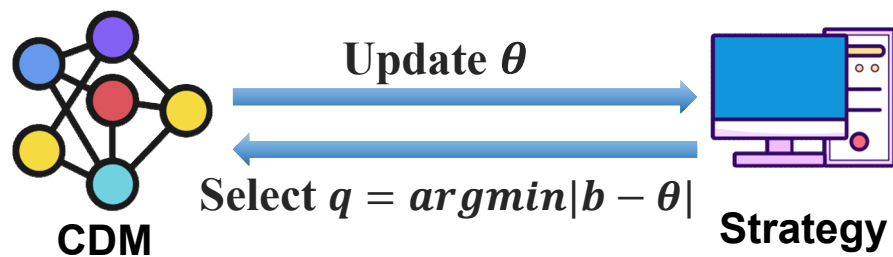 Update θ
Select q = argmin|b − θ|
CDM
Strategy